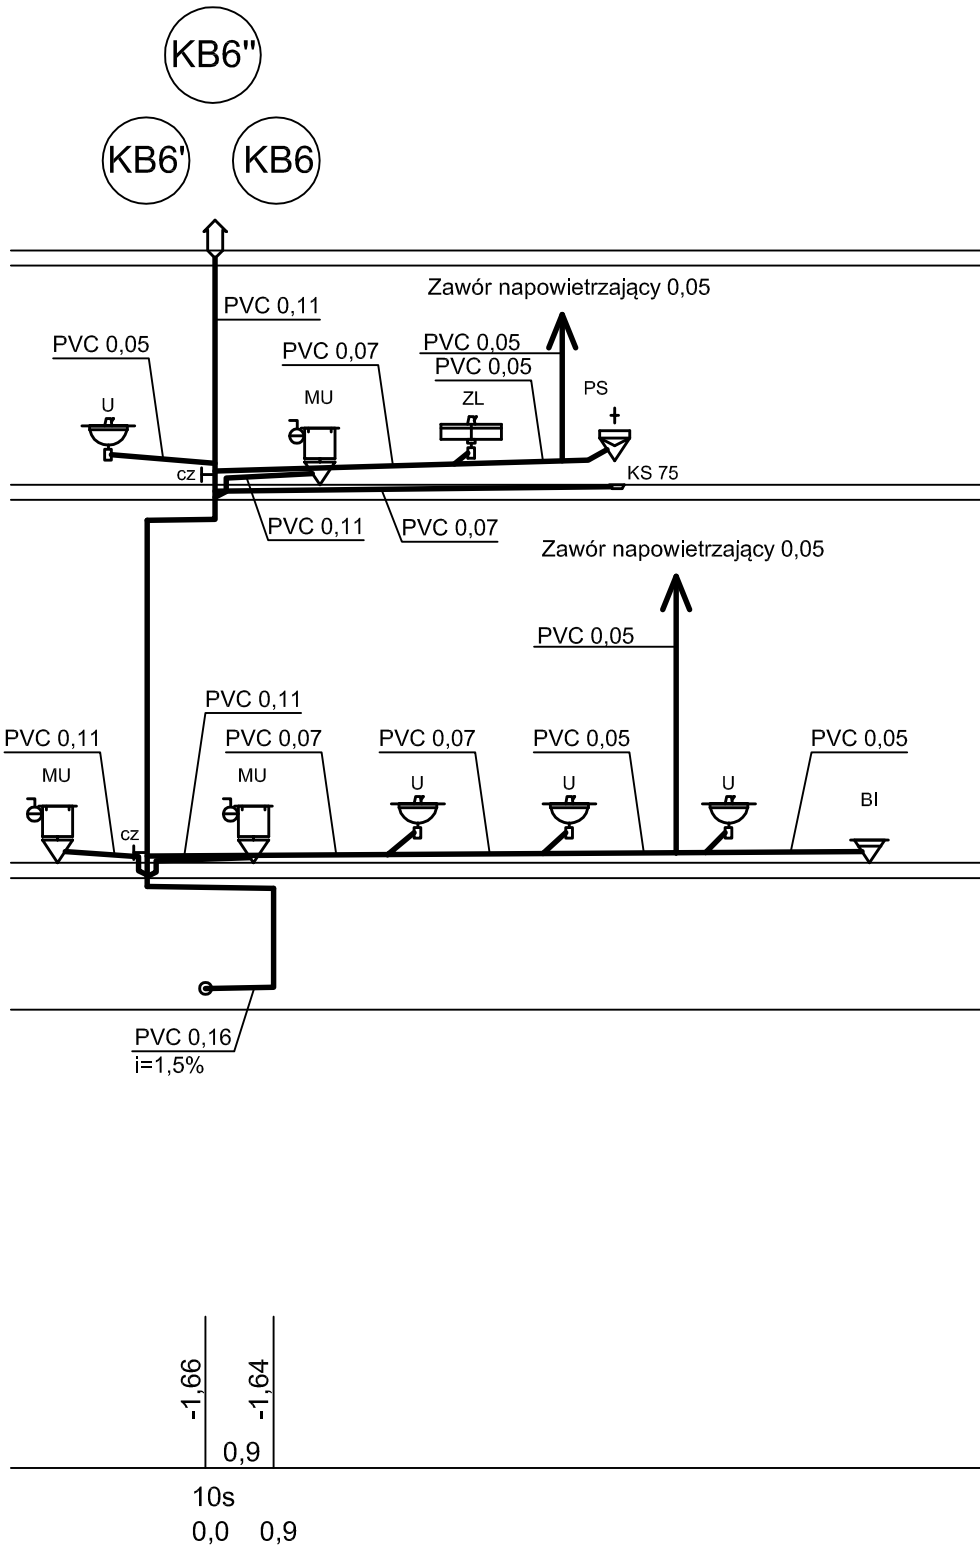 KB6"
KB6'
KB6
Zawór napowietrzający 0,05
PVC 0,11
PVC 0,05
PVC 0,07
PVC 0,05
PVC 0,05
U
MU
ZL
PS
cz
KS 75
PVC 0,11
PVC 0,07
Zawór napowietrzający 0,05
PVC 0,05
PVC 0,11
PVC 0,11
PVC 0,07
PVC 0,07
PVC 0,05
PVC 0,05
MU
MU
U
U
U
BI
cz
PVC 0,16
i=1,5%
-1,66
-1,64
0,9
10s
0,0
0,9